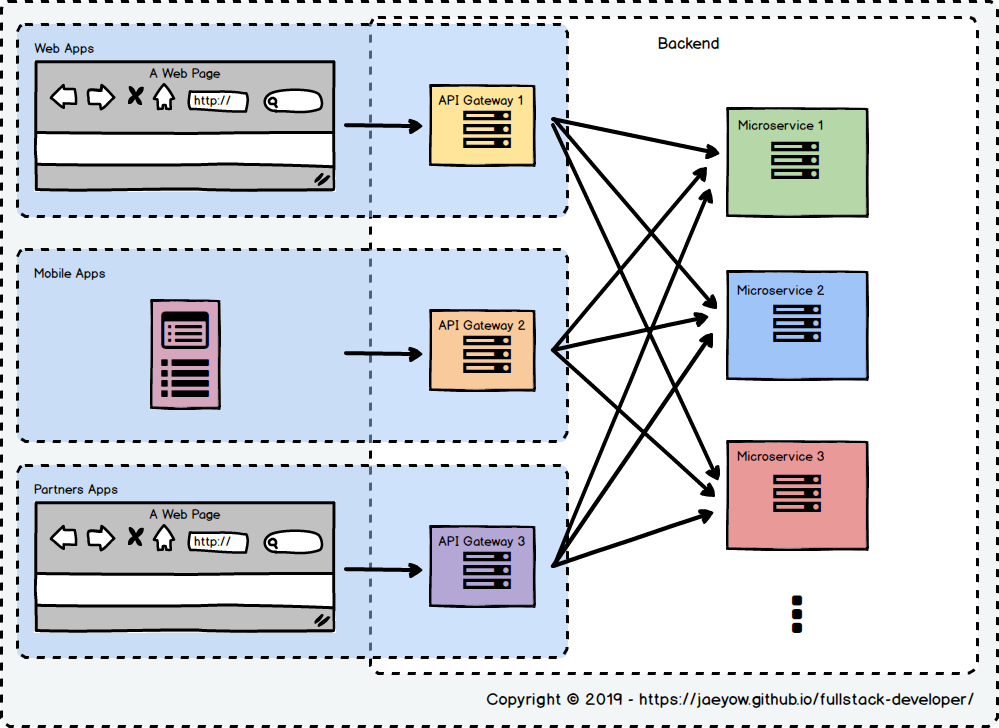 Backend
Web Apps
A Web Page
http://
API Gateway 1
Microservice 1
Mobile Apps
API Gateway 2
Microservice 2
Partners Apps
A Web Page
http://
API Gateway 3
Microservice 3
Copyright © 2019 - https://jaeyow.github.io/fullstack-developer/